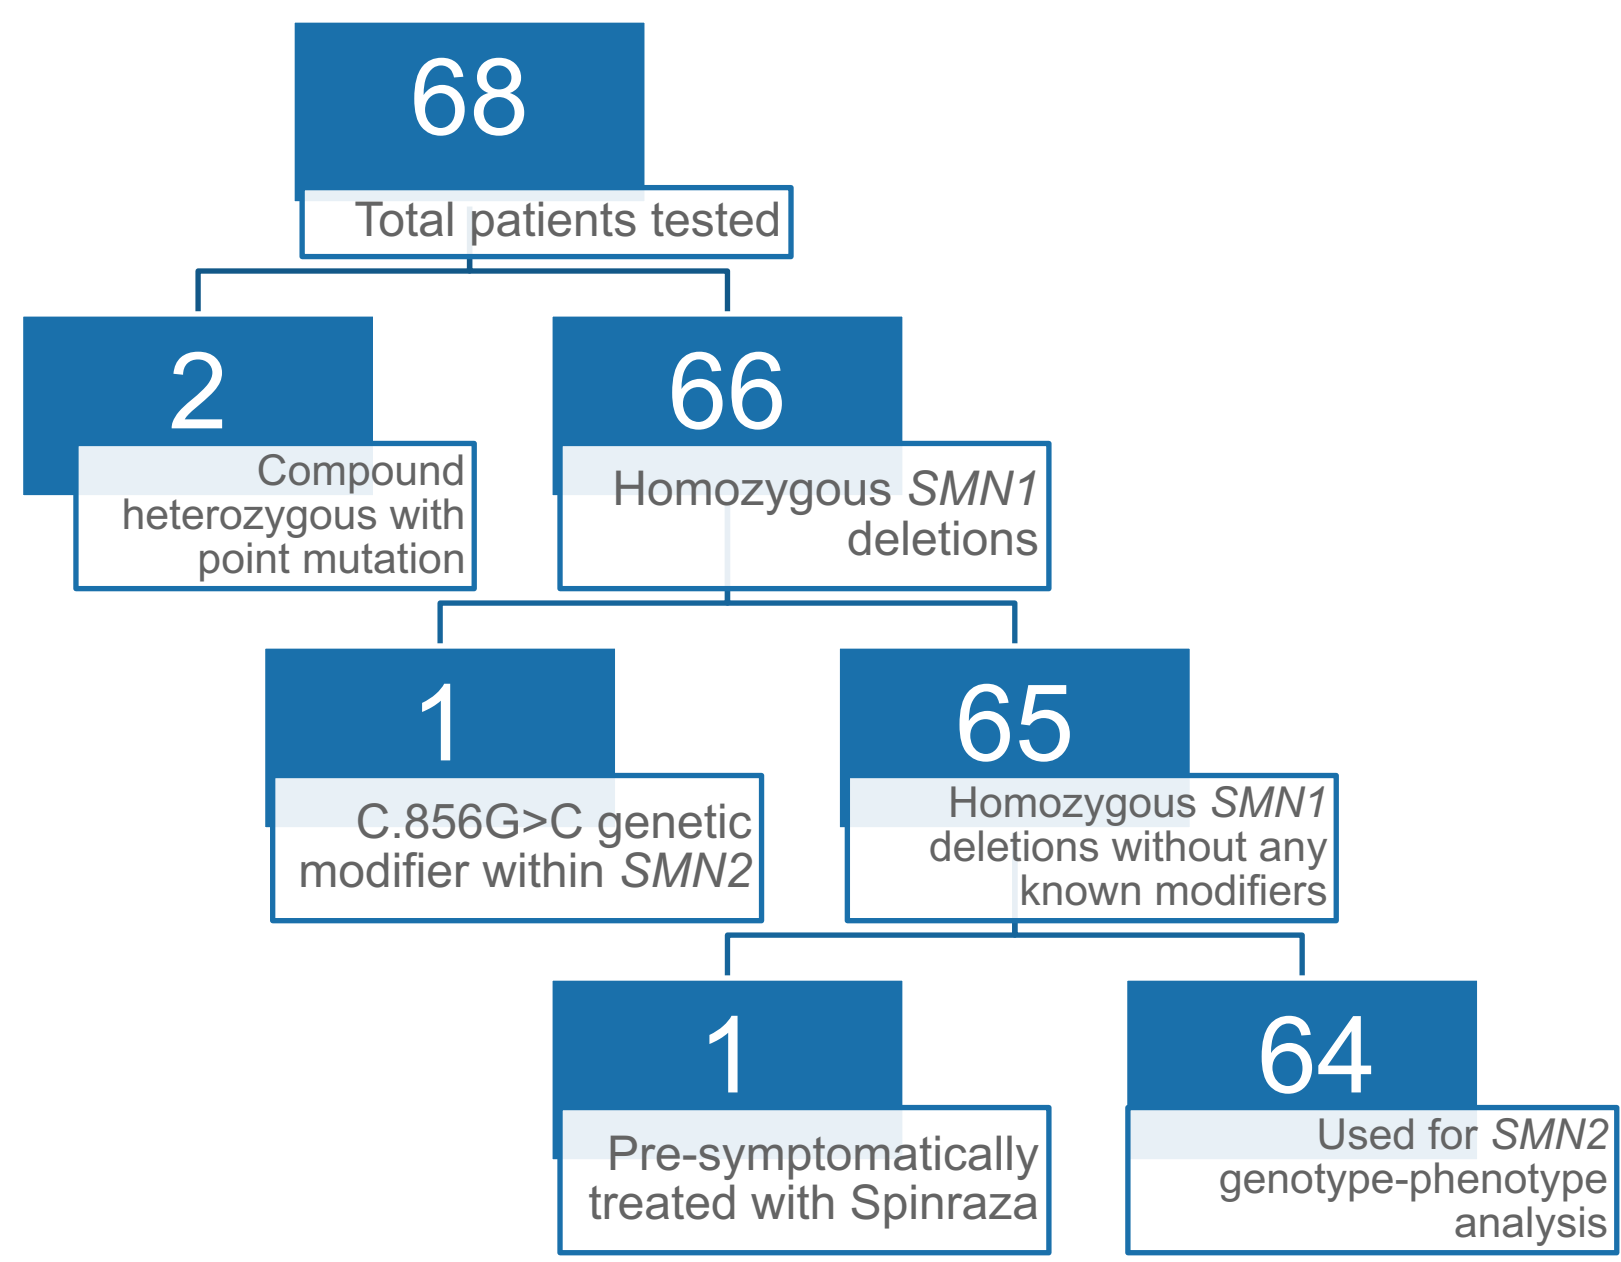 68
Total patients tested
2
Compound
heterozygous with
point mutation
66
Homozygous SMN1
deletions
1
C.856G>C genetic
modifier within SMN2
65
Homozygous SMN1
deletions without any
known modifiers
1
Pre-symptomatically
treated with Spinraza
64
Used for SMN2
genotype-phenotype
analysis